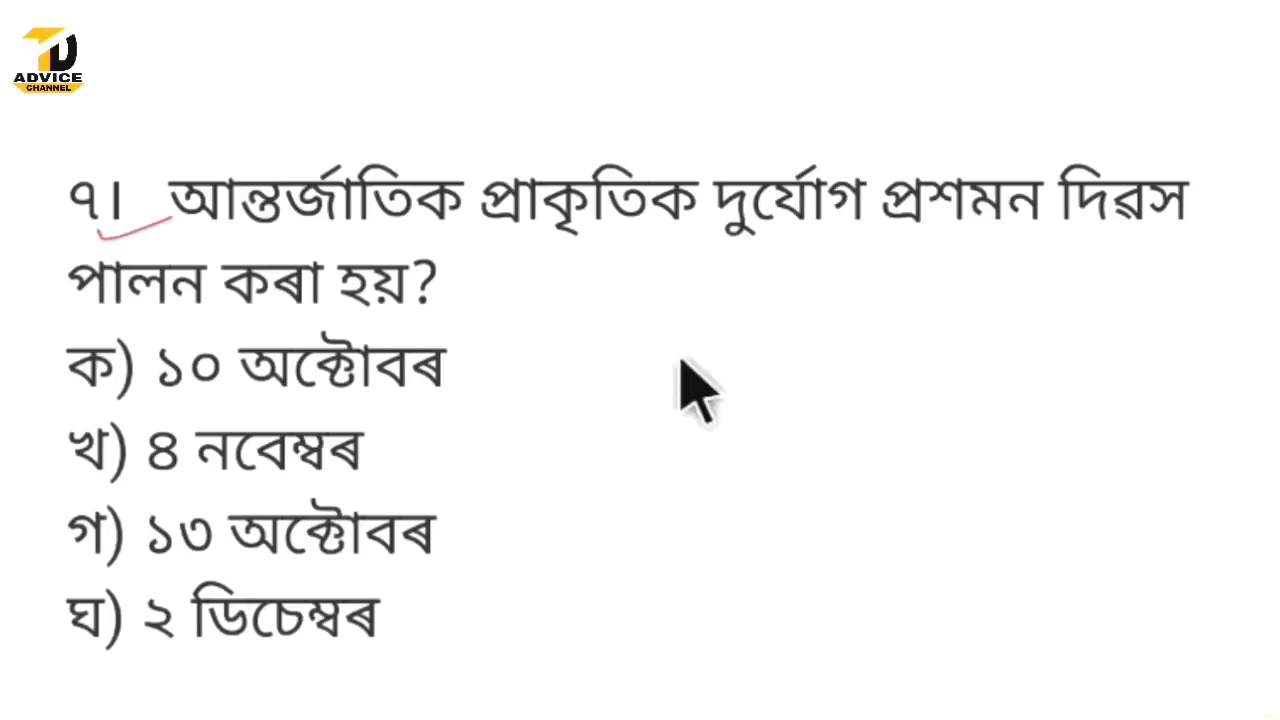 TD
ADVICE
CHANNEL
৭। আন্তৰ্জাতিক প্ৰাকৃতিক দুৰ্যোগ প্ৰশমন দিৱস
পালন কৰা হয়?
ক) ১০ অক্টোবৰ
খ) ৪ নবেম্বৰ
গ) ১৩ অক্টোবৰ
ঘ) ২ ডিচেম্বৰ